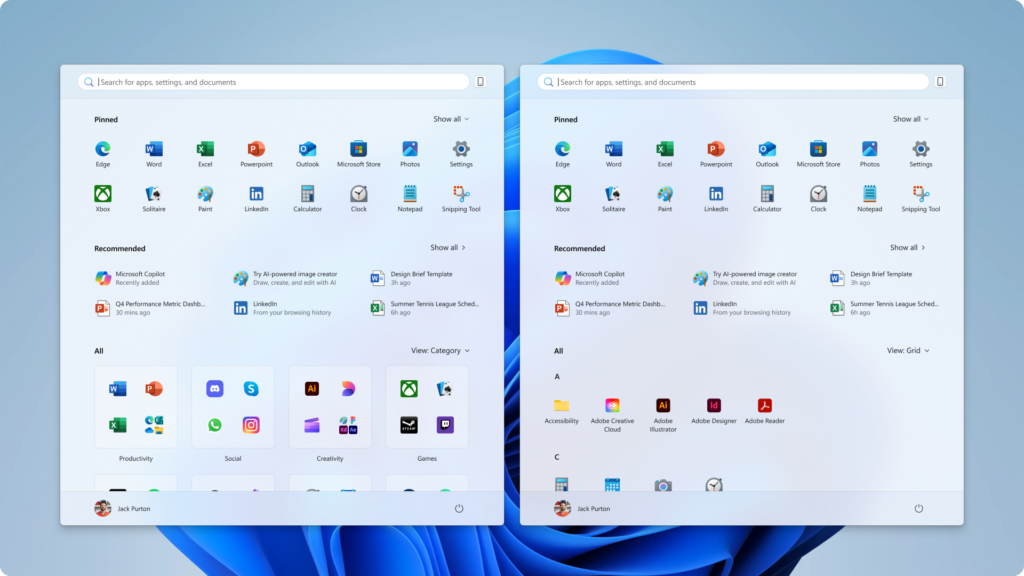 Search for apps, settings, and documents
Pinned
Show all
Edge
Word
Excel
Powerpoint
Outlook
Microsoft Store
Photos
Settings
Xbox
Solitaire
Paint
LinkedIn
Calculator
Clock
Notepad
Snipping Tool
Recommended
Show all
Microsoft Copilot
Recently added
Try AI-powered image creator
Draw, create, and edit with AI
Design Brief Template
3h ago
Q4 Performance Metric Dashb...
30 mins ago
LinkedIn
From your browsing history
Summer Tennis League Sched...
6h ago
All
View: Category
Ai
Productivity
Social
Creativity
Games
Jack Purton
Search for apps, settings, and documents
Pinned
Show all
Edge
Word
Excel
Powerpoint
Outlook
Microsoft Store
Photos
Settings
Xbox
Solitaire
Paint
LinkedIn
Calculator
Clock
Notepad
Snipping Tool
Recommended
Show all
Microsoft Copilot
Recently added
Try AI-powered image creator
Draw, create, and edit with AI
Design Brief Template
3h ago
Q4 Performance Metric Dashb...
30 mins ago
LinkedIn
From your browsing history
Summer Tennis League Sched...
6h ago
All
View: Grid
A
Ai
Id
Accessibility
Adobe Creative
Cloud
Adobe
Illustrator
Adobe Designer
Adobe Reader
C
Jack Purton